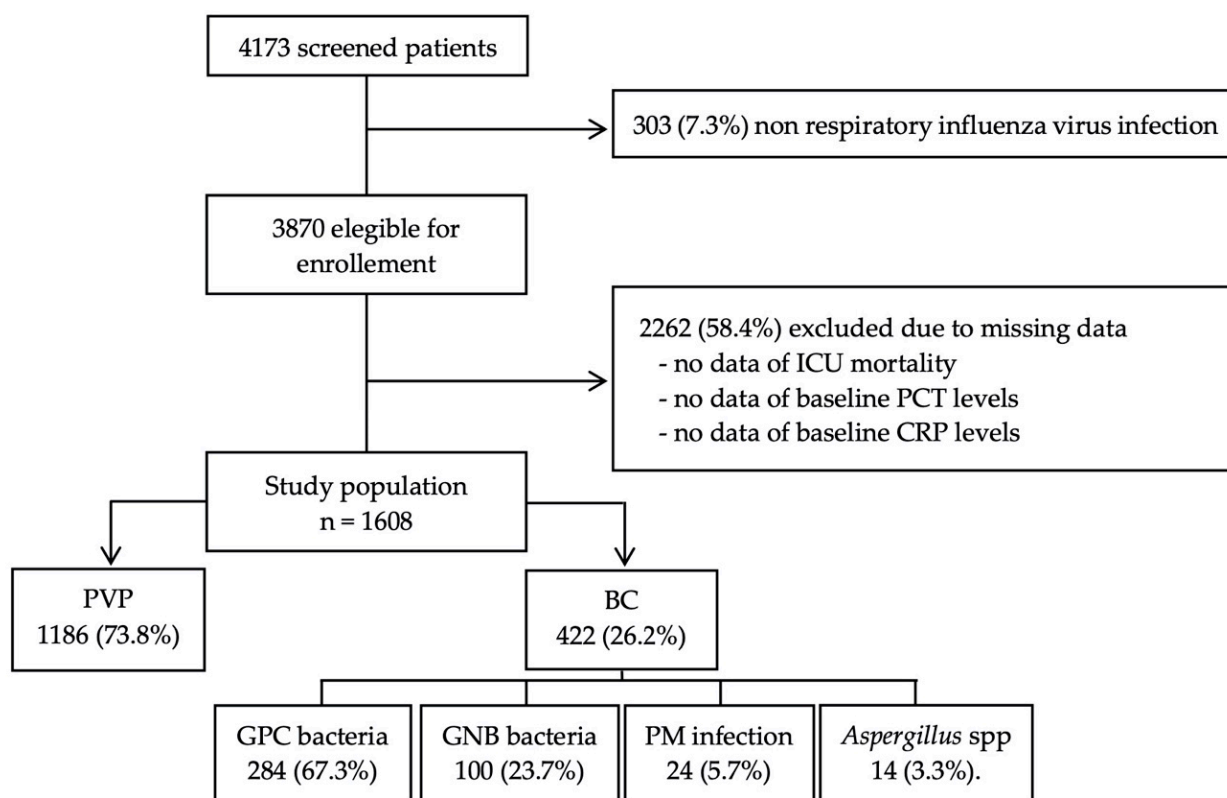 4173 screened patients
303 (7.3%) non respiratory influenza virus infection
3870 elegible for
enrollement
2262 (58.4%) excluded due to missing data
- no data of ICU mortality
- no data of baseline PCT levels
- no data of baseline CRP levels
Study population
n = 1608
PVP
1186 (73.8%)
BC
422 (26.2%)
GPC bacteria
284 (67.3%)
GNB bacteria
100 (23.7%)
PM infection
24 (5.7%)
Aspergillus spp
14 (3.3%).